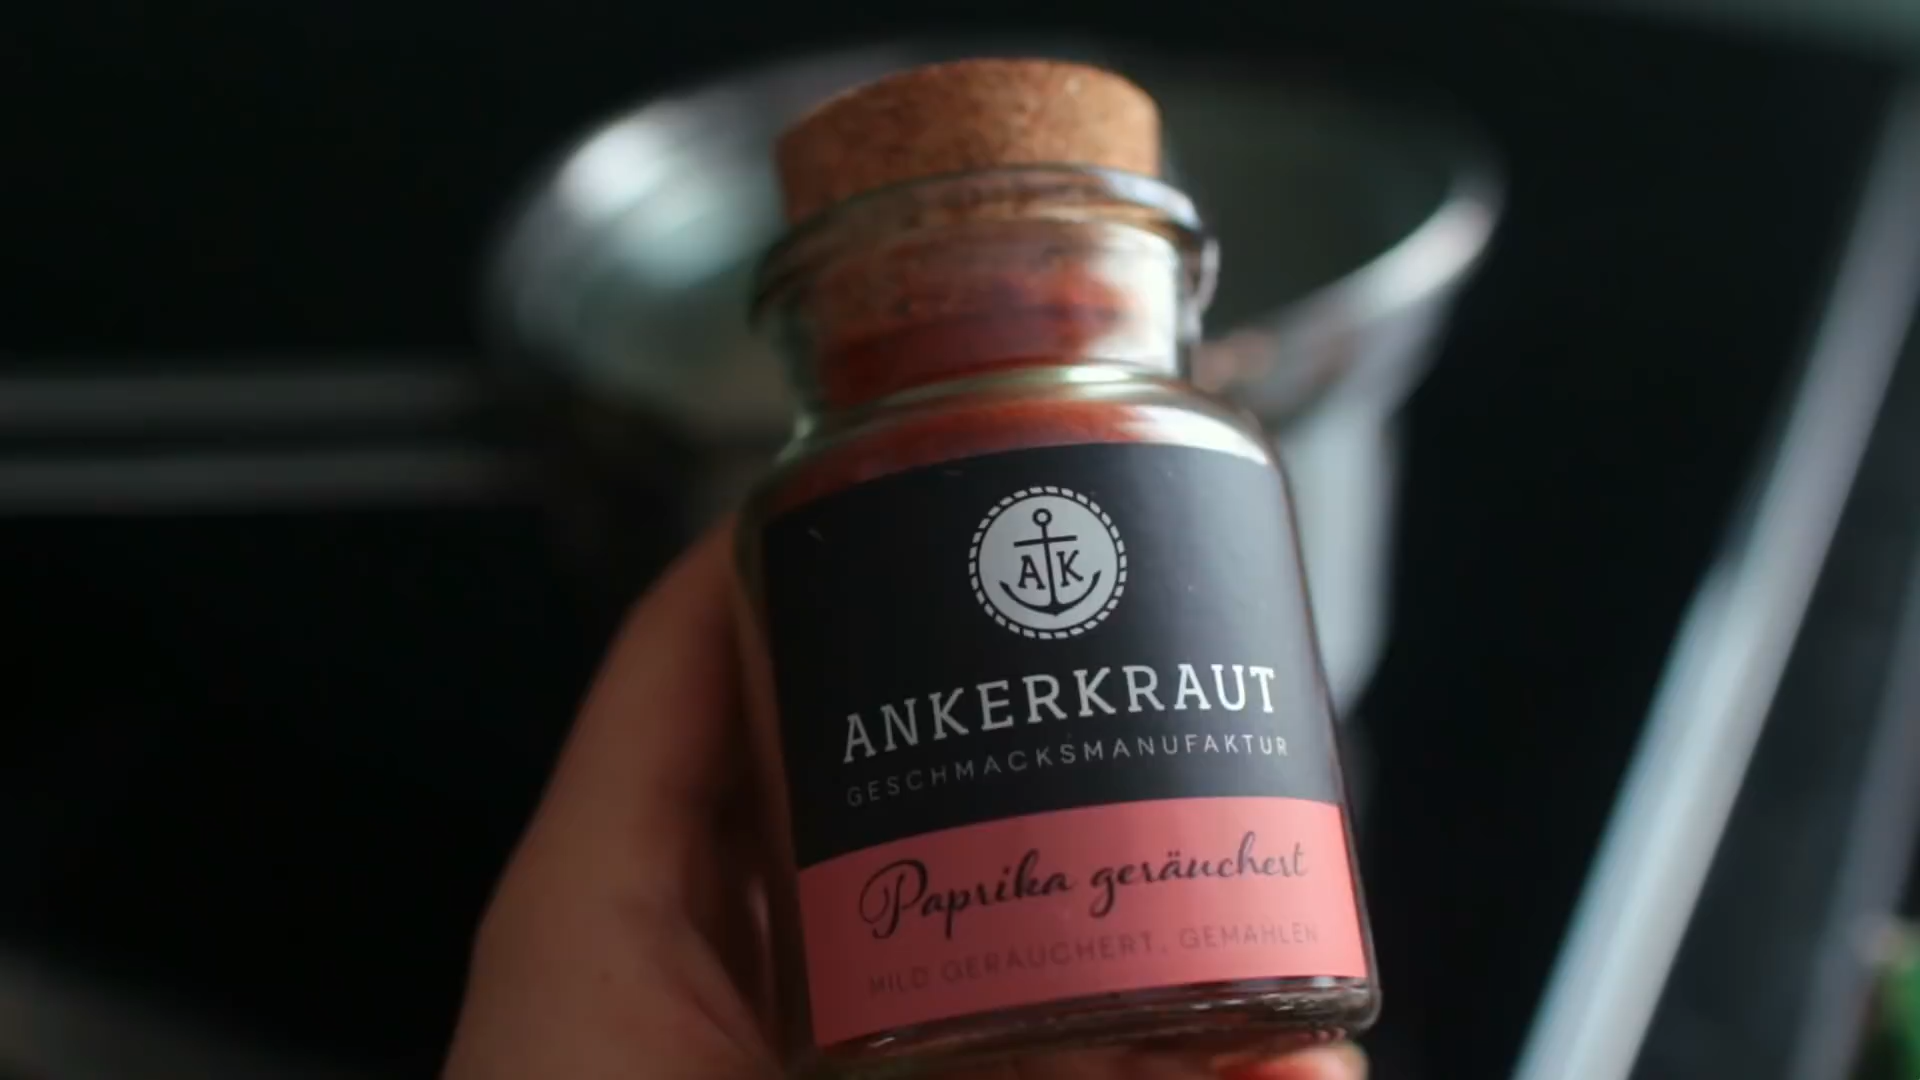 AK
ANKERKRAUT
GESCHMACKSMANUFAKTUR
Paprika geräuchert
MILD GERÄUCHERT, GEMAHLEN